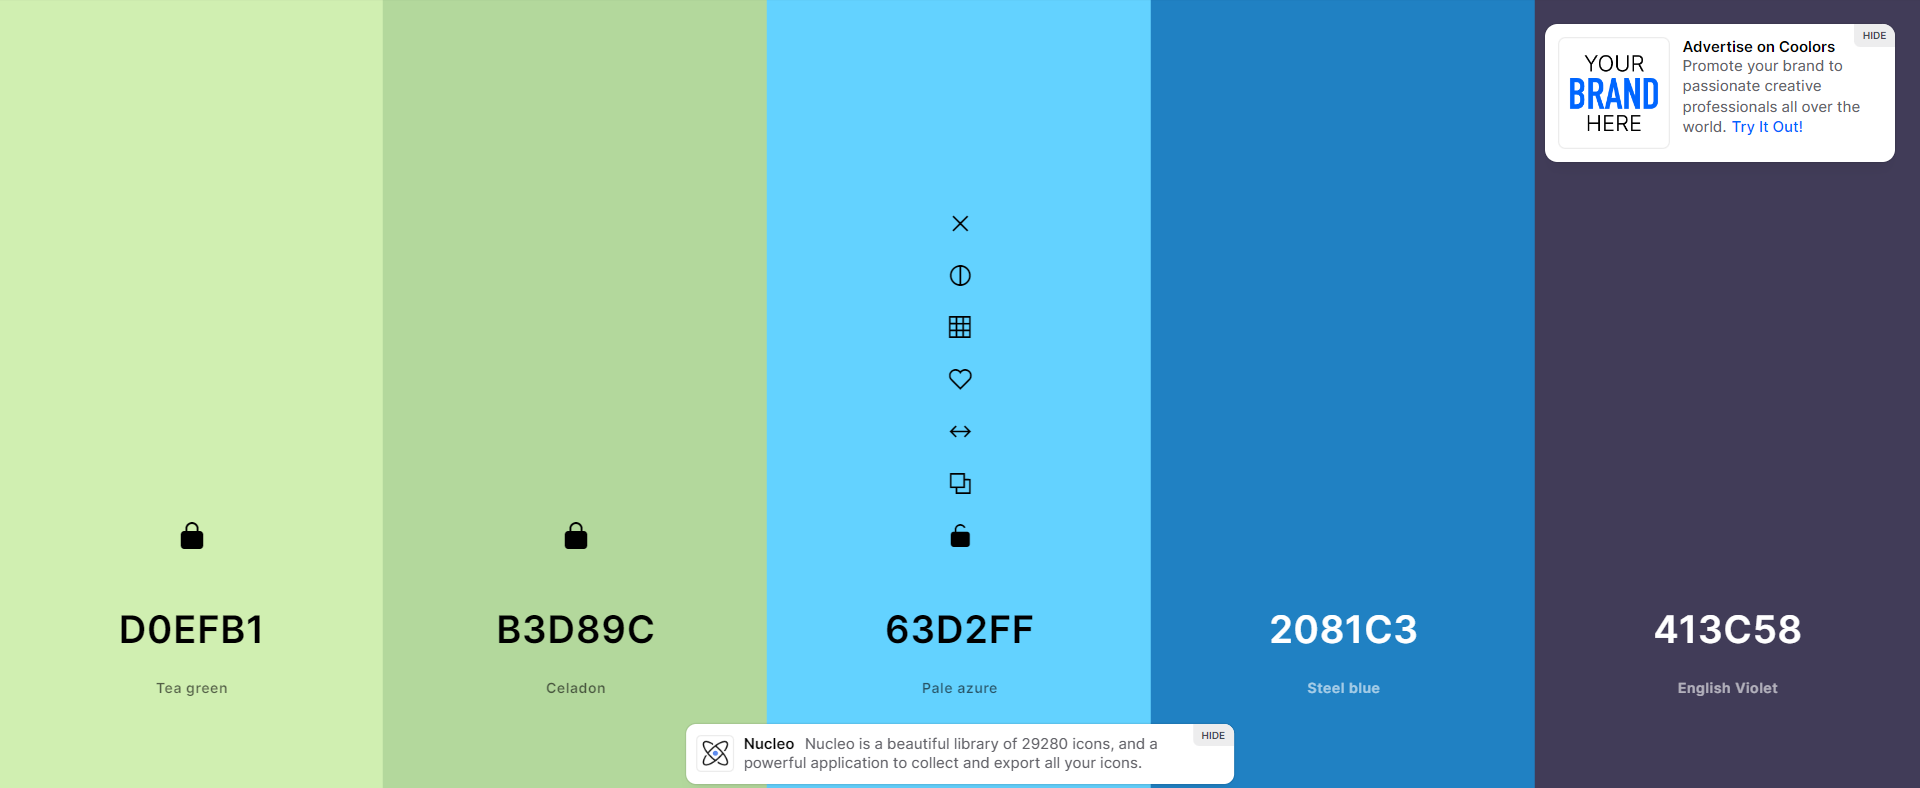 HIDE
YOUR
BRAND
HERE
Advertise on Coolors
Promote your brand to
passionate creative
professionals all over the
world. Try It Out!
D0EFB1
Tea green
B3D89C
Celadon
63D2FF
Pale azure
2081C3
Steel blue
413C58
English Violet
HIDE
Nucleo Nucleo is a beautiful library of 29280 icons, and a
powerful application to collect and export all your icons.